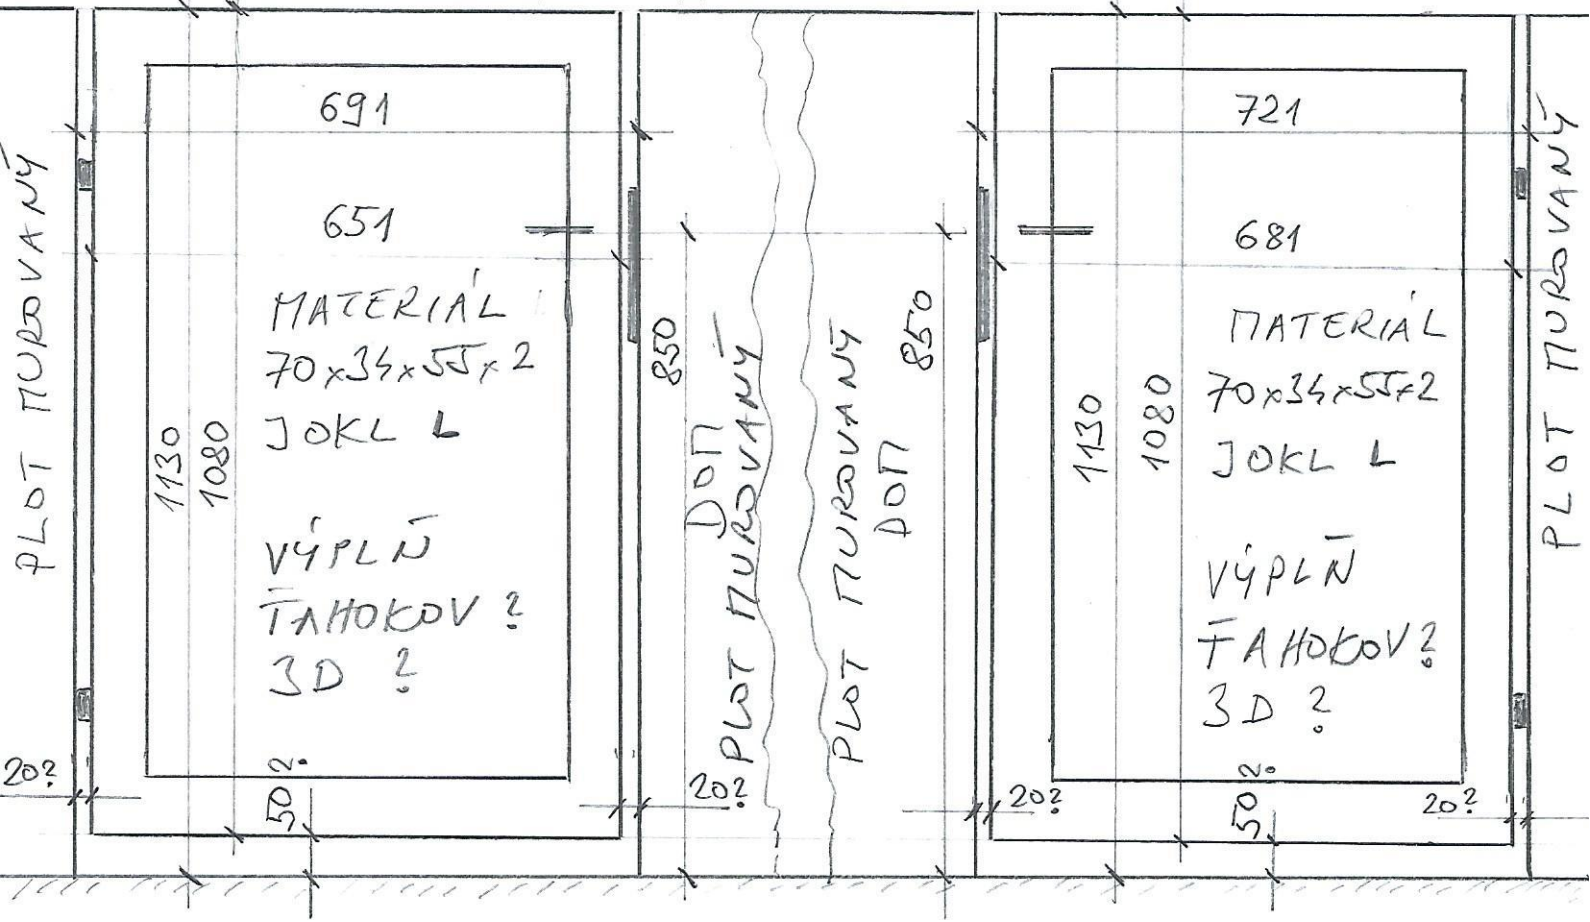 PLOT MUROVANÝ
691
651
MATERIÁL
70x34x55x2
JOKL L
1130
1080
VÝPLŇ
ŤAHOKOV ?
3D ?
20?
50?
20?
850
DOM
PLOT MUROVANÝ
PLOT MUROVANÝ
DOM
850
721
681
MATERIÁL
70x34x55x2
JOKL L
1130
1080
VÝPLŇ
ŤAHOKOV?
3D ?
20?
50?
20?
PLOT MUROVANÝ